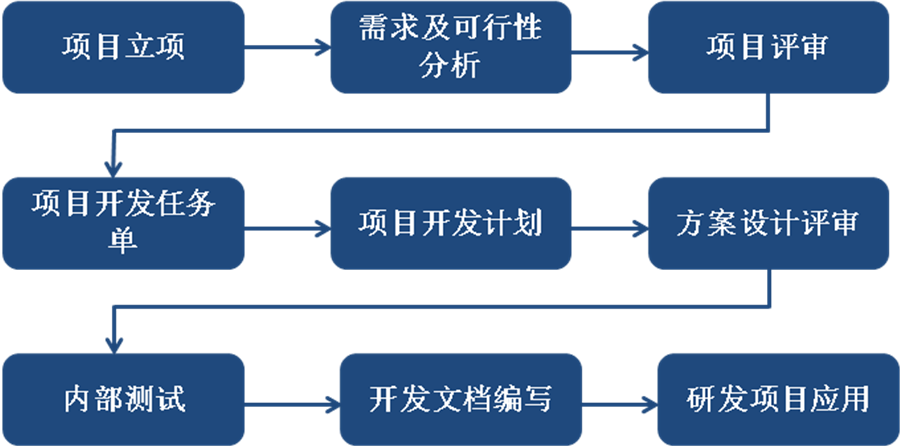 项目立项
需求及可行性
分析
项目评审
项目开发任务
单
项目开发计划
方案设计评审
内部测试
开发文档编写
研发项目应用